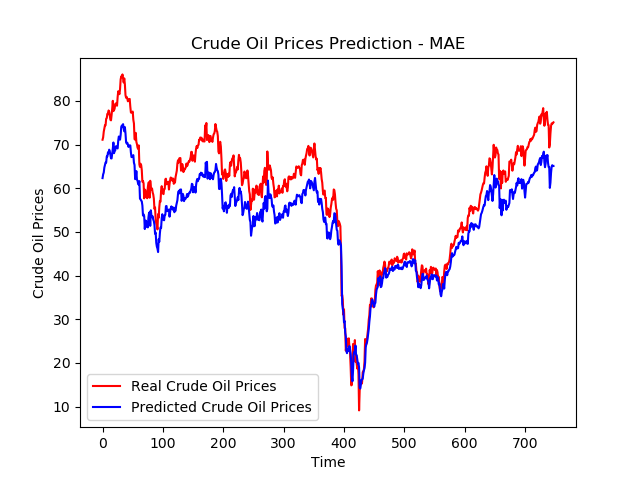 Crude Oil Prices Prediction - MAE
Crude Oil Prices
80
70
60
50
40
30
20
10
Real Crude Oil Prices
Predicted Crude Oil Prices
0 100 200 300 400 500 600 700
Time